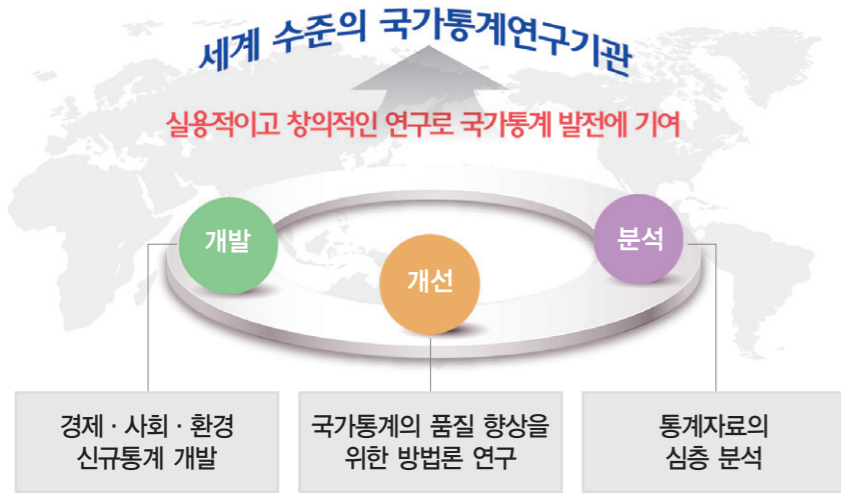 세계 수준의 국가통계연구기관
실용적이고 창의적인 연구로 국가통계 발전에 기여
개발
개선
분석
경제 · 사회 · 환경
신규통계 개발
국가통계의 품질 향상을
위한 방법론 연구
통계자료의
심층 분석